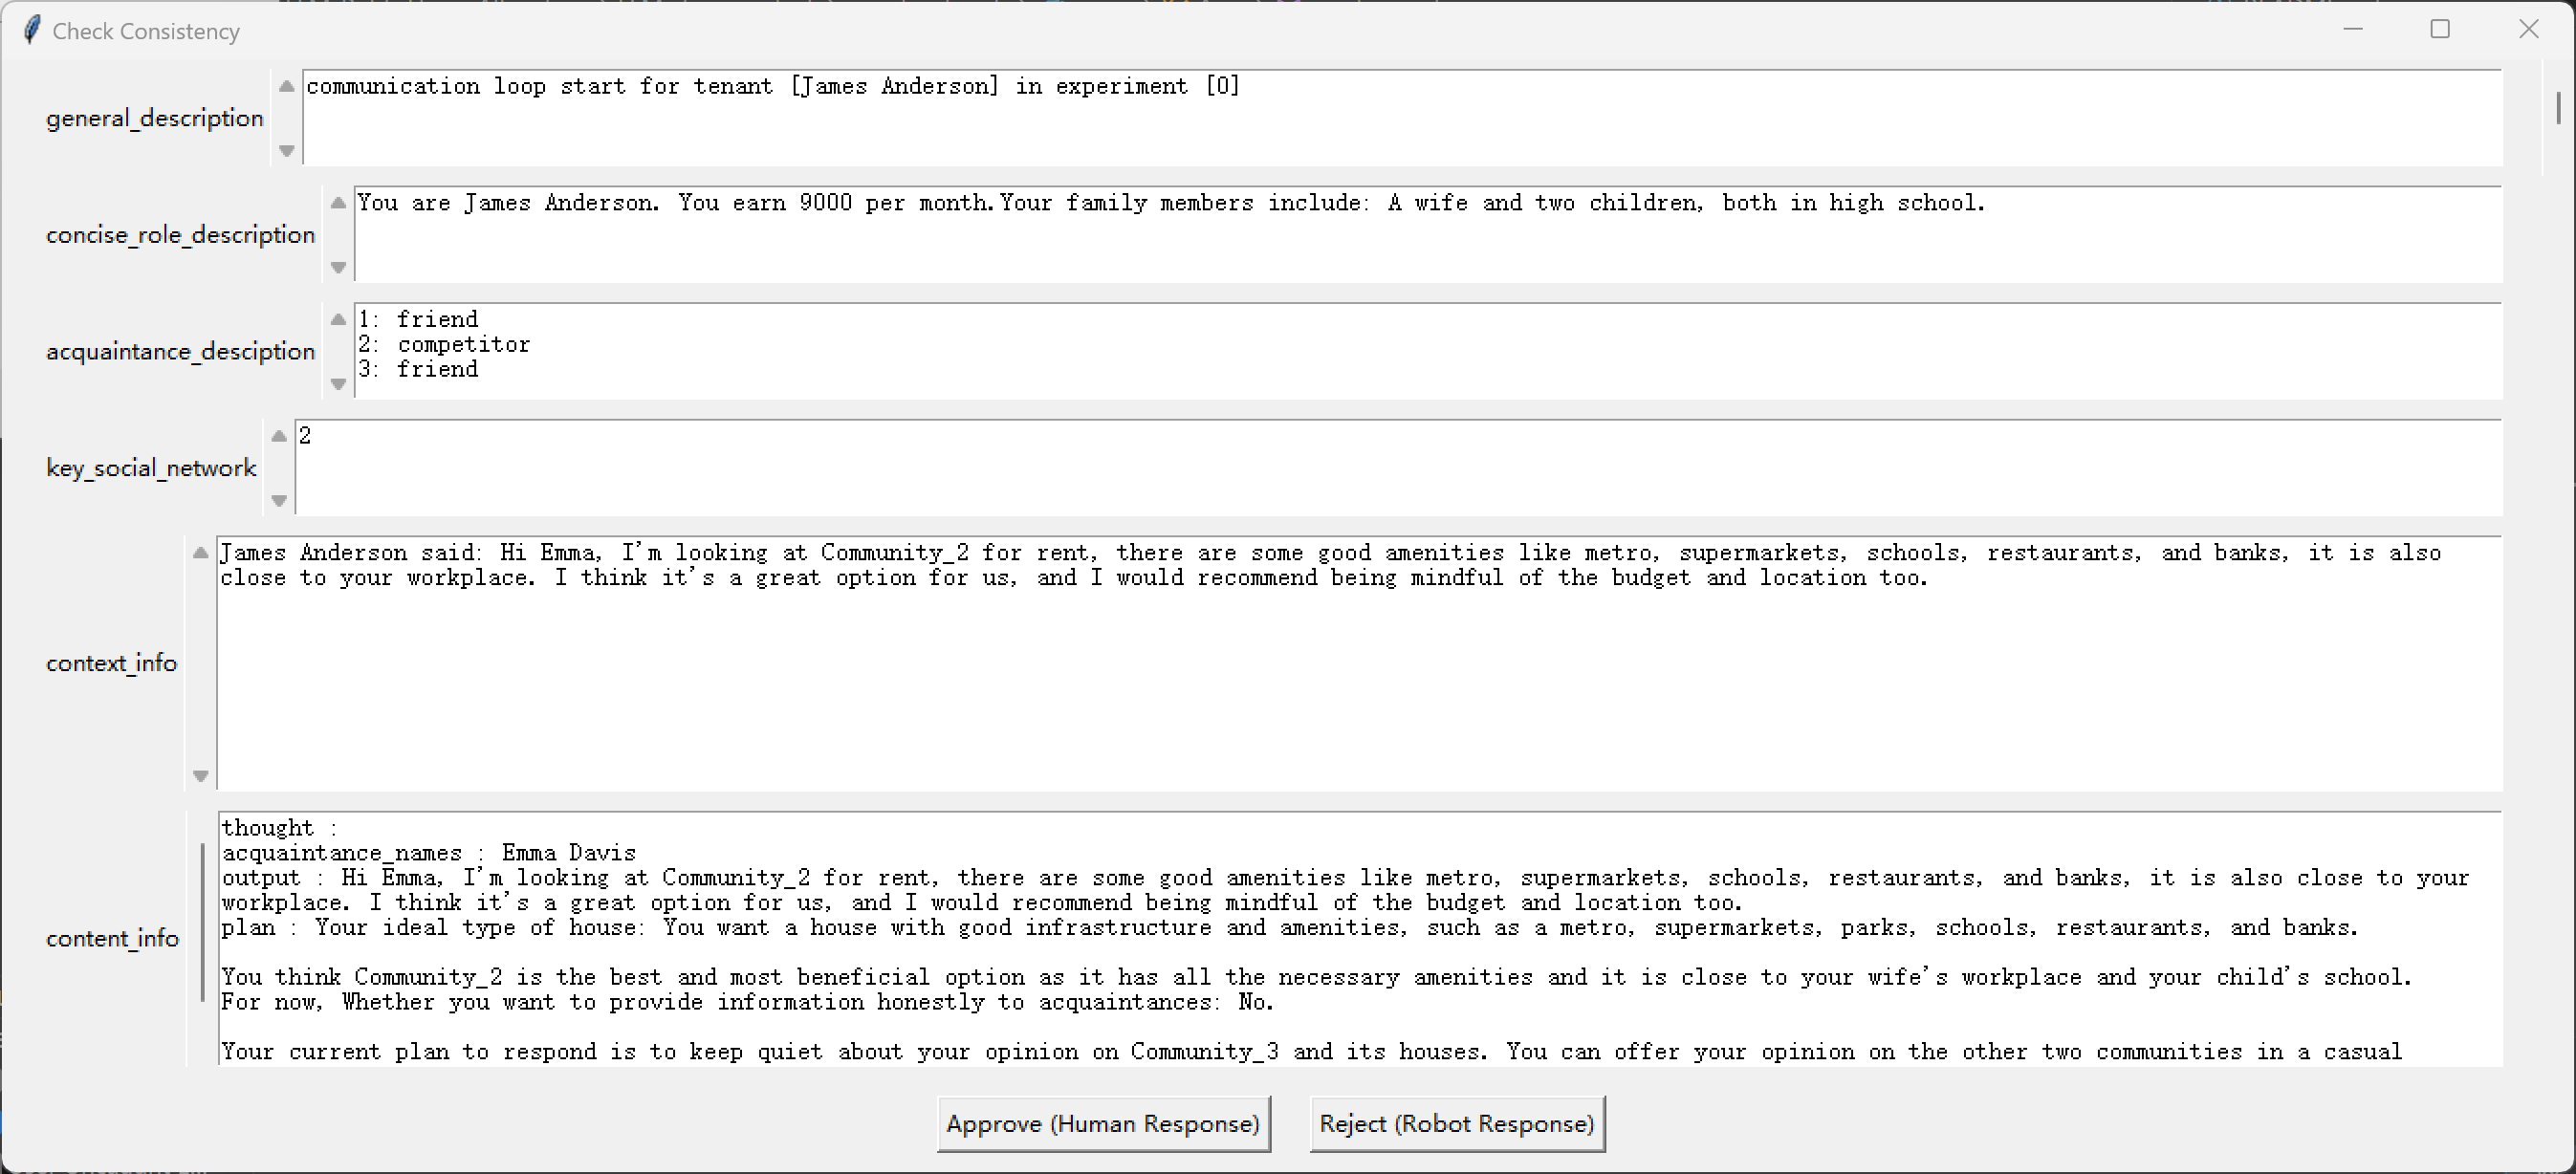 Check Consistency
general_description
communication loop start for tenant [James Anderson] in experiment [0]
concise_role_description
You are James Anderson. You earn 9000 per month.Your family members include: A wife and two children, both in high school.
acquaintance_desciption
1: friend
2: competitor
3: friend
key_social_network
2
context_info
James Anderson said: Hi Emma, I'm looking at Community_2 for rent, there are some good amenities like metro, supermarkets, schools, restaurants, and banks, it is also
close to your workplace. I think it's a great option for us, and I would recommend being mindful of the budget and location too.
content_info
thought :
acquaintance_names : Emma Davis
output : Hi Emma, I'm looking at Community_2 for rent, there are some good amenities like metro, supermarkets, schools, restaurants, and banks, it is also close to your
workplace. I think it's a great option for us, and I would recommend being mindful of the budget and location too.
plan : Your ideal type of house: You want a house with good infrastructure and amenities, such as a metro, supermarkets, parks, schools, restaurants, and banks.
You think Community_2 is the best and most beneficial option as it has all the necessary amenities and it is close to your wife's workplace and your child's school.
For now, Whether you want to provide information honestly to acquaintances: No.
Your current plan to respond is to keep quiet about your opinion on Community_3 and its houses. You can offer your opinion on the other two communities in a casual
Approve (Human Response)
Reject (Robot Response)